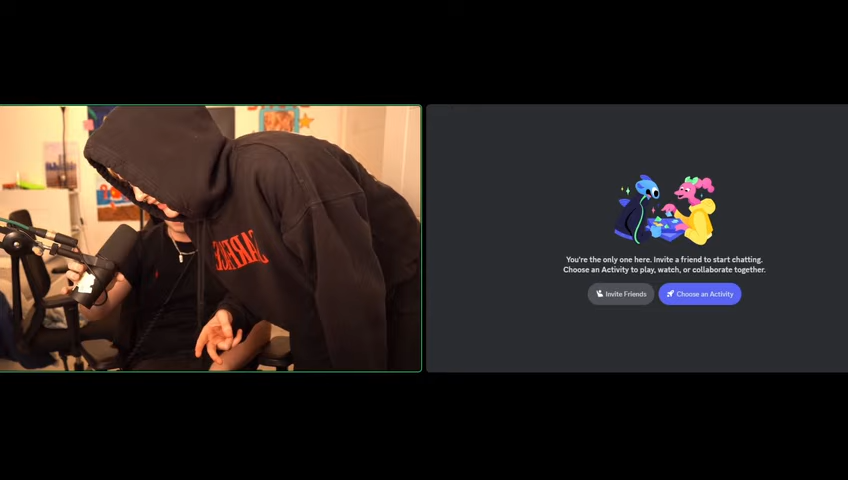 You're the only one here. Invite a friend to start chatting.
Choose an Activity to play, watch, or collaborate together.
Invite Friends
Choose an Activity